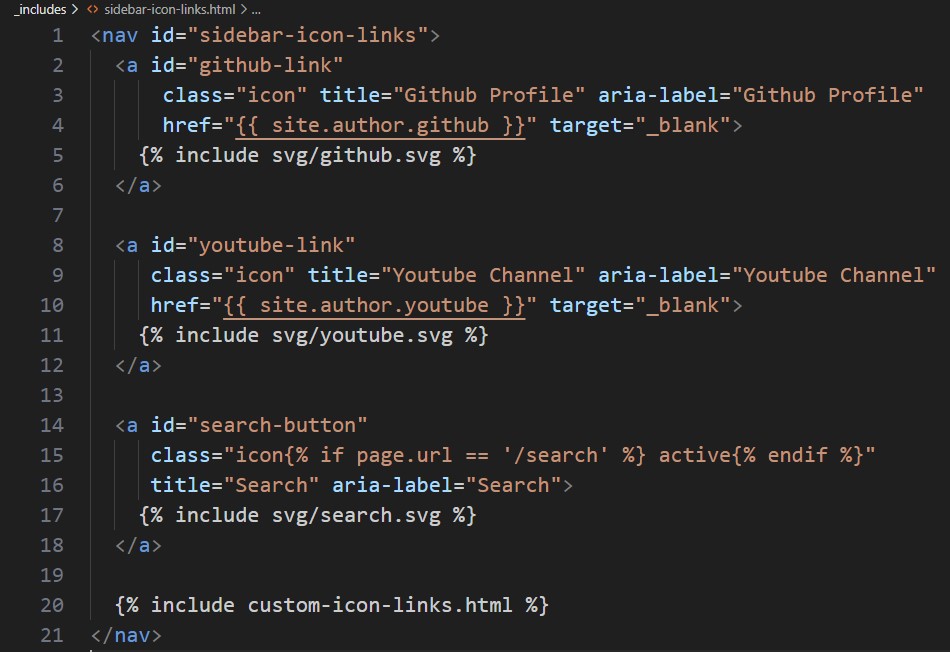 _includes > <> sidebar-icon-links.html > ...
1 <nav id="sidebar-icon-links">
2   <a id="github-link"
3       class="icon" title="Github Profile" aria-label="Github Profile"
4       href="{{ site.author.github }}" target="_blank">
5     {% include svg/github.svg %}
6   </a>
7
8   <a id="youtube-link"
9      class="icon" title="Youtube Channel" aria-label="Youtube Channel"
10      href="{{ site.author.youtube }}" target="_blank">
11     {% include svg/youtube.svg %}
12   </a>
13
14   <a id="search-button"
15      class="icon{% if page.url == '/search' %} active{% endif %}"
16      title="Search" aria-label="Search">
17     {% include svg/search.svg %}
18   </a>
19
20   {% include custom-icon-links.html %}
21 </nav>